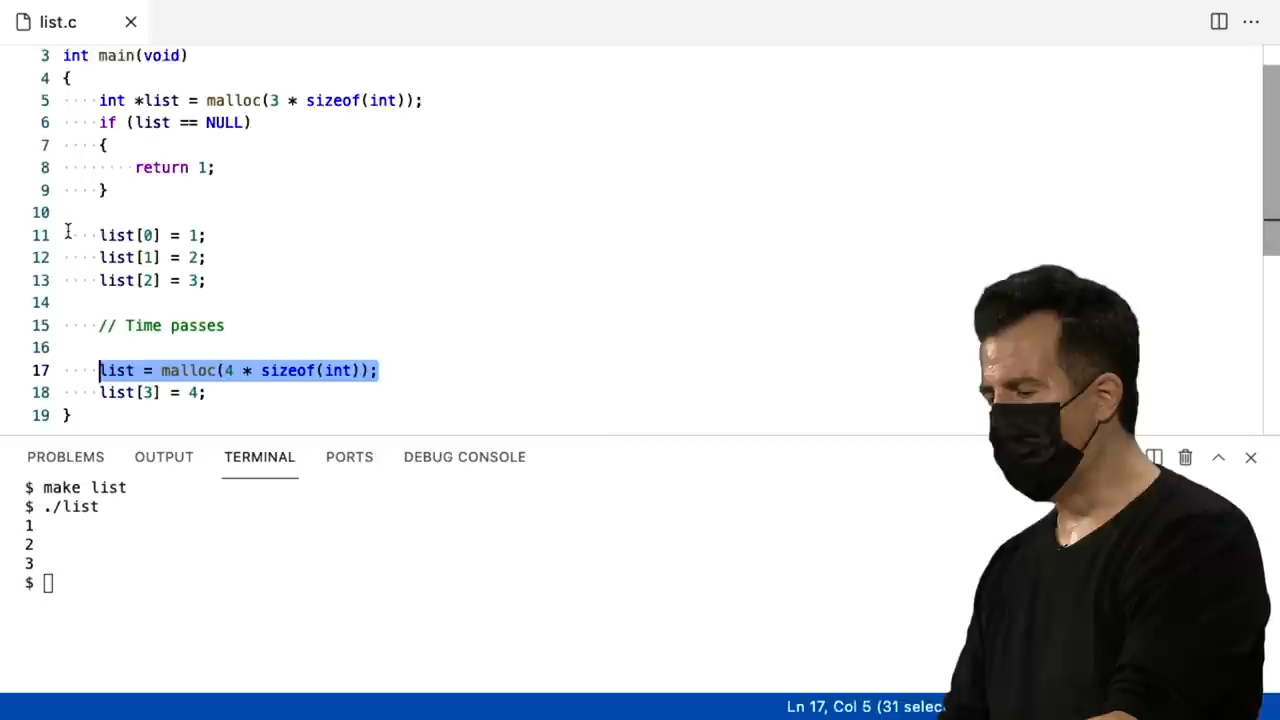 list.c
3 int main(void)
4 {
5 ····int *list = malloc(3 * sizeof(int));
6 ····if (list == NULL)
7 ····{
8 ········return 1;
9 ····}
10
11 ····list[0] = 1;
12 ····list[1] = 2;
13 ····list[2] = 3;
14
15 ····// Time passes
16
17 ····list = malloc(4 * sizeof(int));
18 ····list[3] = 4;
19 }
PROBLEMS OUTPUT TERMINAL PORTS DEBUG CONSOLE
$ make list
$ ./list
1
2
3
$
Ln 17, Col 5 (31 selec